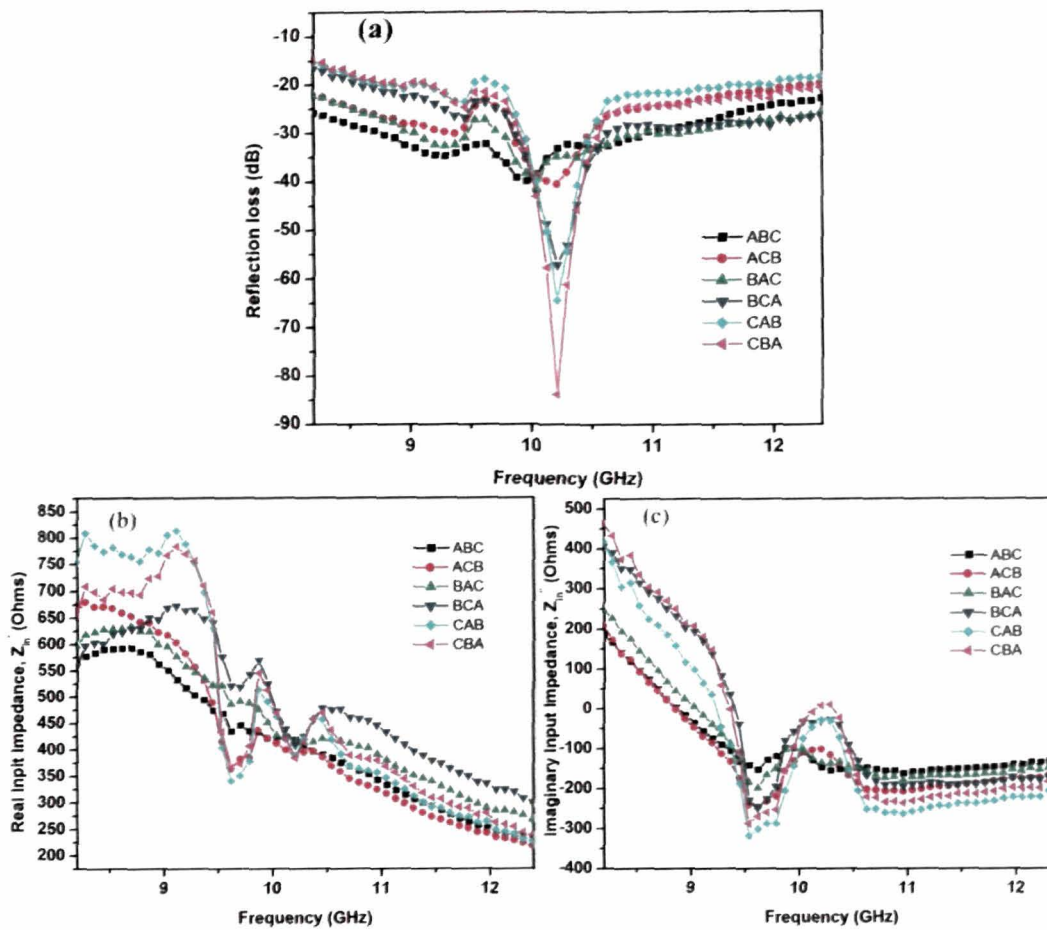 (a)
-10
-20
-30
-40
-50
-60
-70
-80
-90
Reflection loss (dB)
ABC
ACB
BAC
BCA
CAB
CBA
9
10
11
12
Frequency (GHz)
(b)
850
800
750
700
650
600
550
500
450
400
350
300
250
200
Real Inpit Impedance, Zin' (Ohms)
ABC
ACB
BAC
BCA
CAB
CBA
9
10
11
12
Frequency (GHz)
(c)
500
400
300
200
100
0
-100
-200
-300
-400
Imaginary Input Impedance, Zin'' (Ohms)
ABC
ACB
BAC
BCA
CAB
CBA
9
10
11
12
Frequency (GHz)